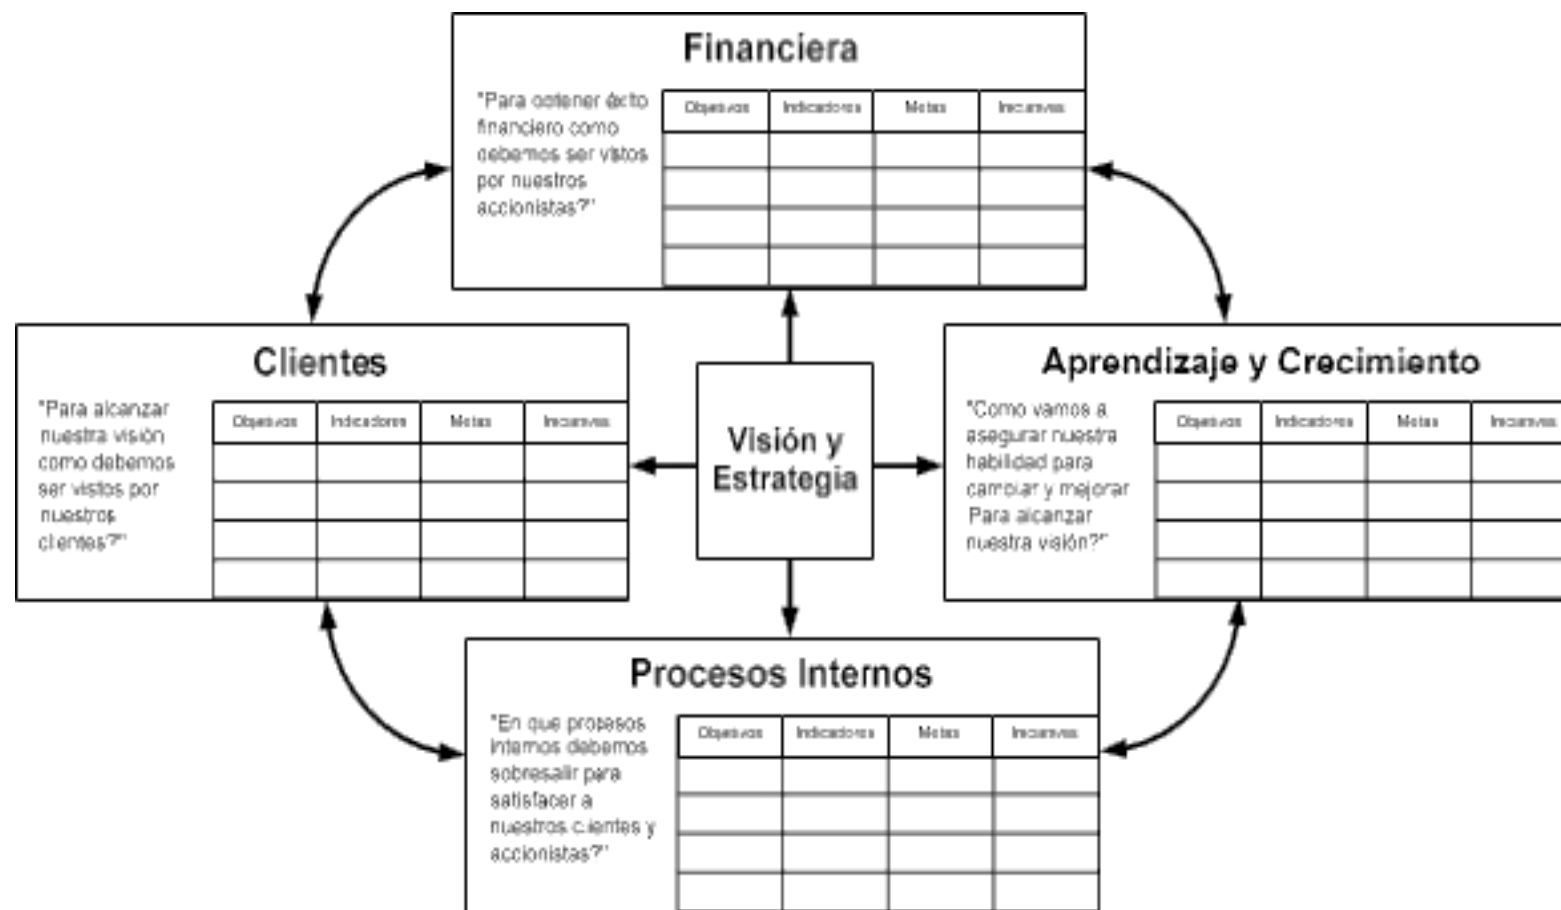 Financiera
"Para obtener éxito
financiero como
debemos ser vistos
por nuestros
accionistas?"
Objetivos Indicadores Metas Iniciativas
Clientes
"Para alcanzar
nuestra visión
como debemos
ser vistos por
nuestros
clientes?"
Objetivos Indicadores Metas Iniciativas
Visión y
Estrategia
Aprendizaje y Crecimiento
"Como vamos a
asegurar nuestra
habilidad para
cambiar y mejorar
Para alcanzar
nuestra visión?"
Objetivos Indicadores Metas Iniciativas
Procesos Internos
"En que procesos
internos debemos
sobresalir para
satisfacer a
nuestros clientes y
accionistas?"
Objetivos Indicadores Metas Iniciativas